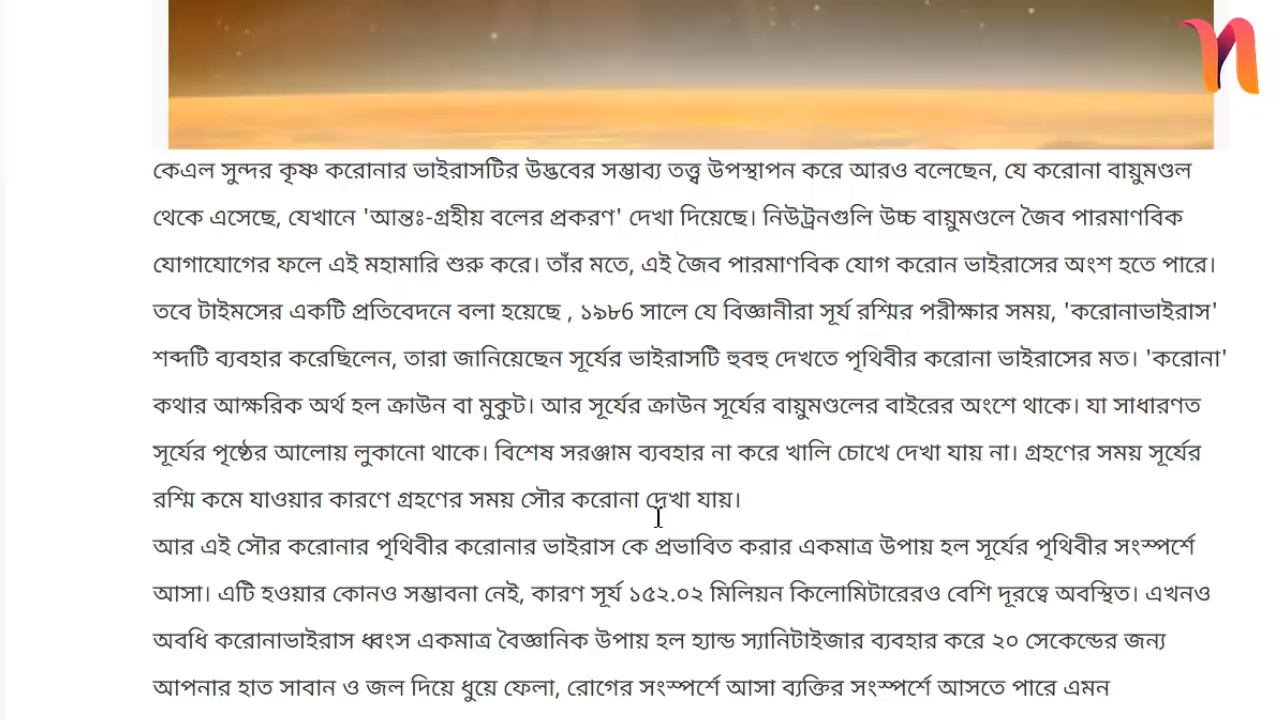 কেএল সুন্দর কৃষ্ণ করোনার ভাইরাসটির উদ্ভবের সম্ভাব্য তত্ত্ব উপস্থাপন করে আরও বলেছেন, যে করোনা বায়ুমণ্ডল
থেকে এসেছে, যেখানে 'আন্তঃ-গ্রহীয় বলের প্রকরণ' দেখা দিয়েছে। নিউট্রনগুলি উচ্চ বায়ুমণ্ডলে জৈব পারমাণবিক
যোগাযোগের ফলে এই মহামারি শুরু করে। তাঁর মতে, এই জৈব পারমাণবিক যোগ করোন ভাইরাসের অংশ হতে পারে।
তবে টাইমসের একটি প্রতিবেদনে বলা হয়েছে , ১৯৮6 সালে যে বিজ্ঞানীরা সূর্য রশ্মির পরীক্ষার সময়, 'করোনাভাইরাস'
শব্দটি ব্যবহার করেছিলেন, তারা জানিয়েছেন সূর্যের ভাইরাসটি হুবহু দেখতে পৃথিবীর করোনা ভাইরাসের মত। 'করোনা'
কথার আক্ষরিক অর্থ হল ক্রাউন বা মুকুট। আর সূর্যের ক্রাউন সূর্যের বায়ুমণ্ডলের বাইরের অংশে থাকে। যা সাধারণত
সূর্যের পৃষ্ঠের আলোয় লুকানো থাকে। বিশেষ সরঞ্জাম ব্যবহার না করে খালি চোখে দেখা যায় না। গ্রহণের সময় সূর্যের
রশ্মি কমে যাওয়ার কারণে গ্রহণের সময় সৌর করোনা দেখা যায়।
আর এই সৌর করোনার পৃথিবীর করোনার ভাইরাস কে প্রভাবিত করার একমাত্র উপায় হল সূর্যের পৃথিবীর সংস্পর্শে
আসা। এটি হওয়ার কোনও সম্ভাবনা নেই, কারণ সূর্য ১৫২.০২ মিলিয়ন কিলোমিটারেরও বেশি দূরত্বে অবস্থিত। এখনও
অবধি করোনাভাইরাস ধ্বংস একমাত্র বৈজ্ঞানিক উপায় হল হ্যান্ড স্যানিটাইজার ব্যবহার করে ২০ সেকেন্ডের জন্য
আপনার হাত সাবান ও জল দিয়ে ধুয়ে ফেলা, রোগের সংস্পর্শে আসা ব্যক্তির সংস্পর্শে আসতে পারে এমন